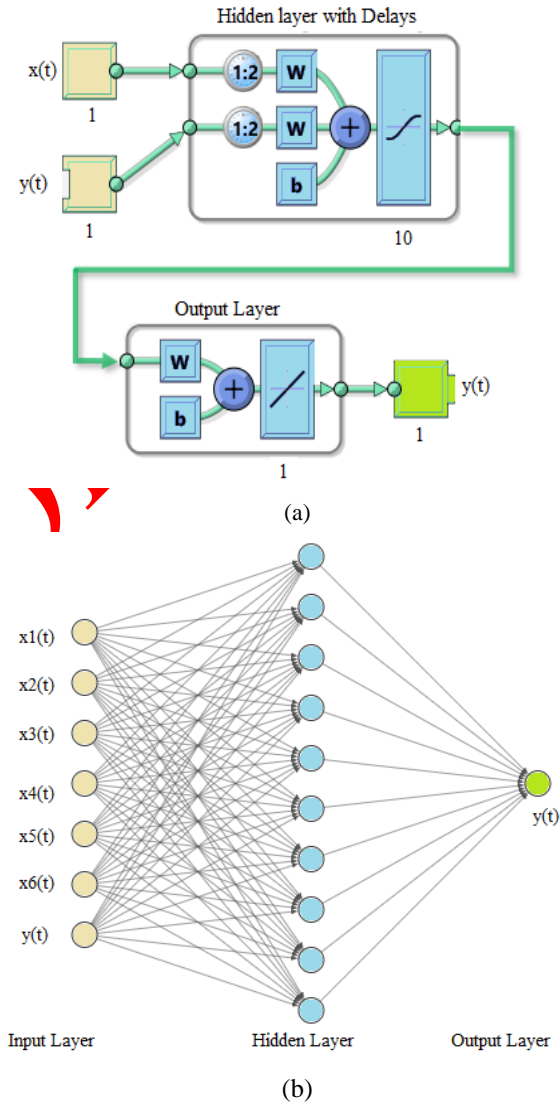 Hidden layer with Delays
x(t)
1:2
W
1
y(t)
1:2
W
+
b
1
10
Output Layer
W
+
b
y(t)
1
1
(a)
x1(t)
x2(t)
x3(t)
x4(t)
x5(t)
x6(t)
y(t)
y(t)
Input Layer
Hidden Layer
Output Layer
(b)